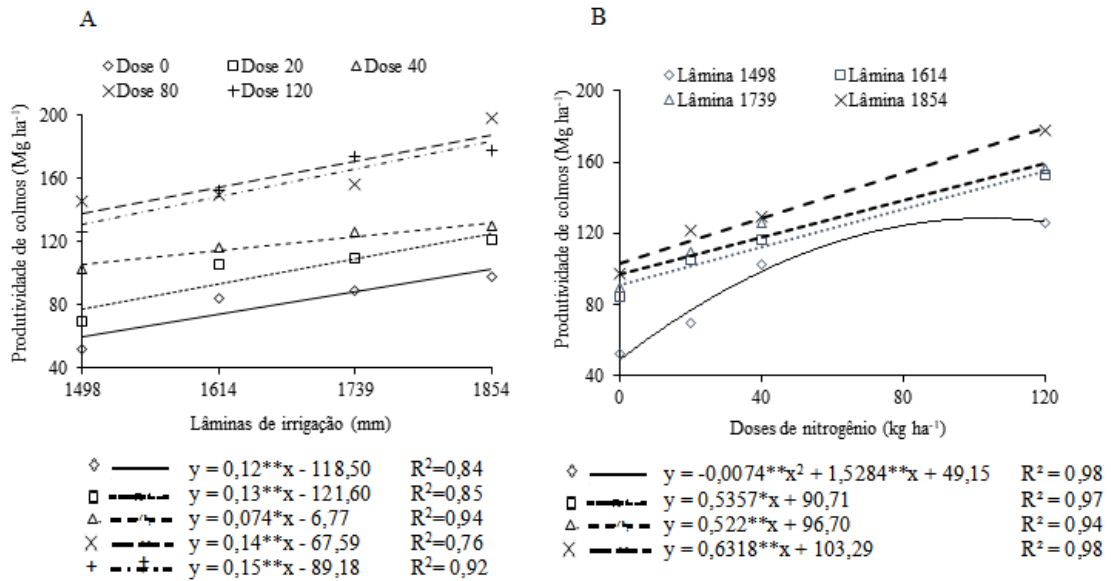 A
◇ Dose 0 □ Dose 20 △ Dose 40
× Dose 80 + Dose 120
Produtividade de colmos (Mg ha⁻¹)
200
160
120
80
40
1498 1614 1739 1854
Lâminas de irrigação (mm)
y = 0,12**x - 118,50 R²=0,84
y = 0,13**x - 121,60 R²=0,85
y = 0,074*x - 6,77 R²=0,94
y = 0,14**x - 67,59 R²=0,76
y = 0,15**x - 89,18 R²= 0,92
B
◇ Lâmina 1498 □ Lâmina 1614
△ Lâmina 1739 × Lâmina 1854
Produtividade de colmos (Mg ha⁻¹)
200
160
120
80
40
0 40 80 120
Doses de nitrogênio (kg ha⁻¹)
y = -0,0074**x² + 1,5284**x + 49,15 R² = 0,98
y = 0,5357*x + 90,71 R² = 0,97
y = 0,522**x + 96,70 R² = 0,94
y = 0,6318**x + 103,29 R² = 0,98